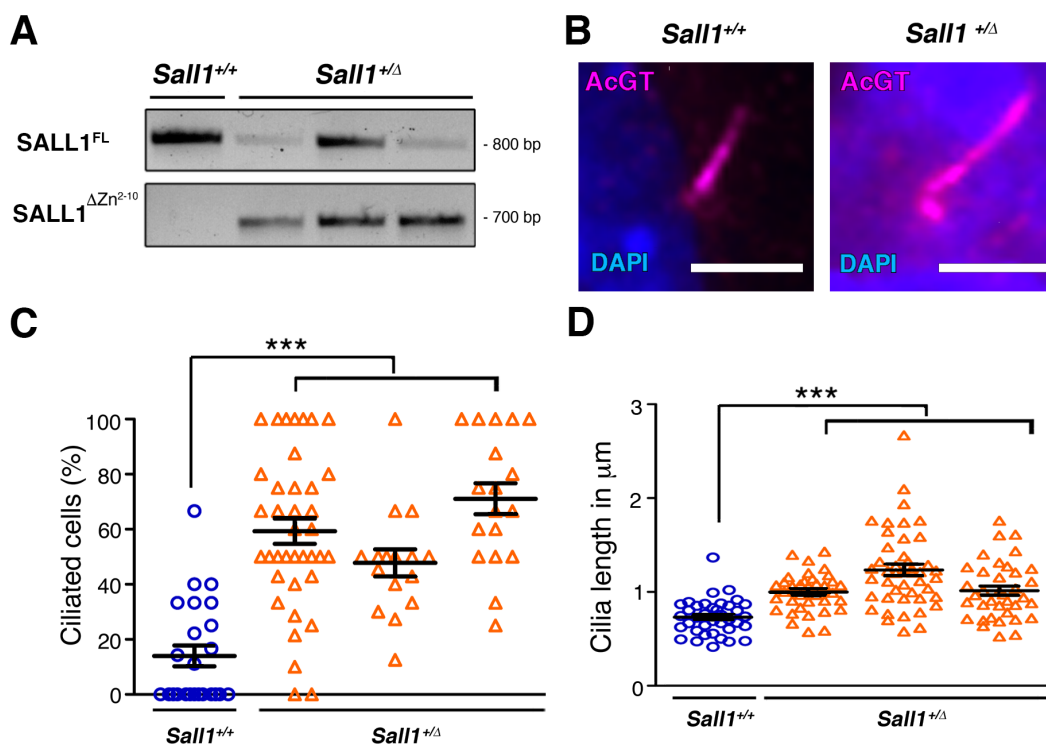 A
Sall1+/+
Sall1+/Δ
SALL1FL
- 800 bp
SALL1ΔZn2-10
- 700 bp
B
Sall1+/+
Sall1 +/Δ
AcGT
AcGT
DAPI
DAPI
C
***
Ciliated cells (%)
100
80
60
40
20
0
Sall1+/+
Sall1+/Δ
D
***
Cilia length in μm
3
2
1
0
Sall1+/+
Sall1+/Δ